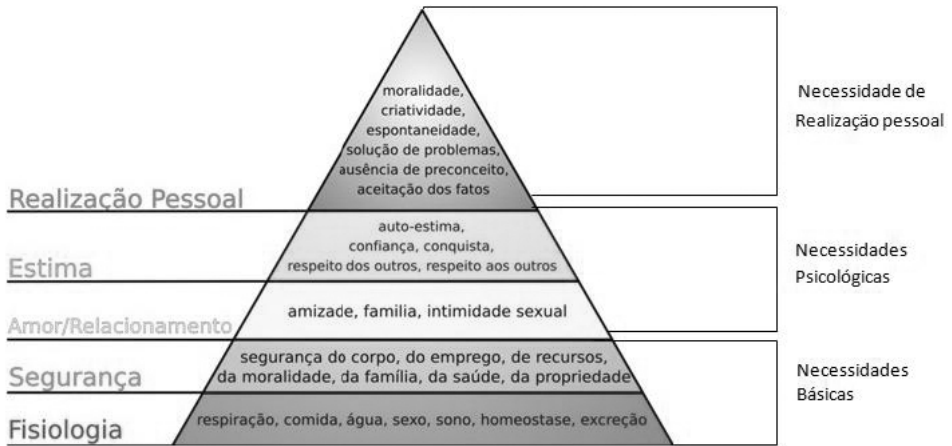 moralidade,
criatividade,
espontaneidade,
solução de problemas,
ausência de preconceito,
aceitação dos fatos
Realização Pessoal
auto-estima,
confiança, conquista,
respeito dos outros, respeito aos outros
Estima
amizade, familia, intimidade sexual
Amor/Relacionamento
segurança do corpo, do emprego, de recursos,
da moralidade, da família, da saúde, da propriedade
Segurança
respiração, comida, água, sexo, sono, homeostase, excreção
Fisiologia
Necessidade de
Realização pessoal
Necessidades
Psicológicas
Necessidades
Básicas